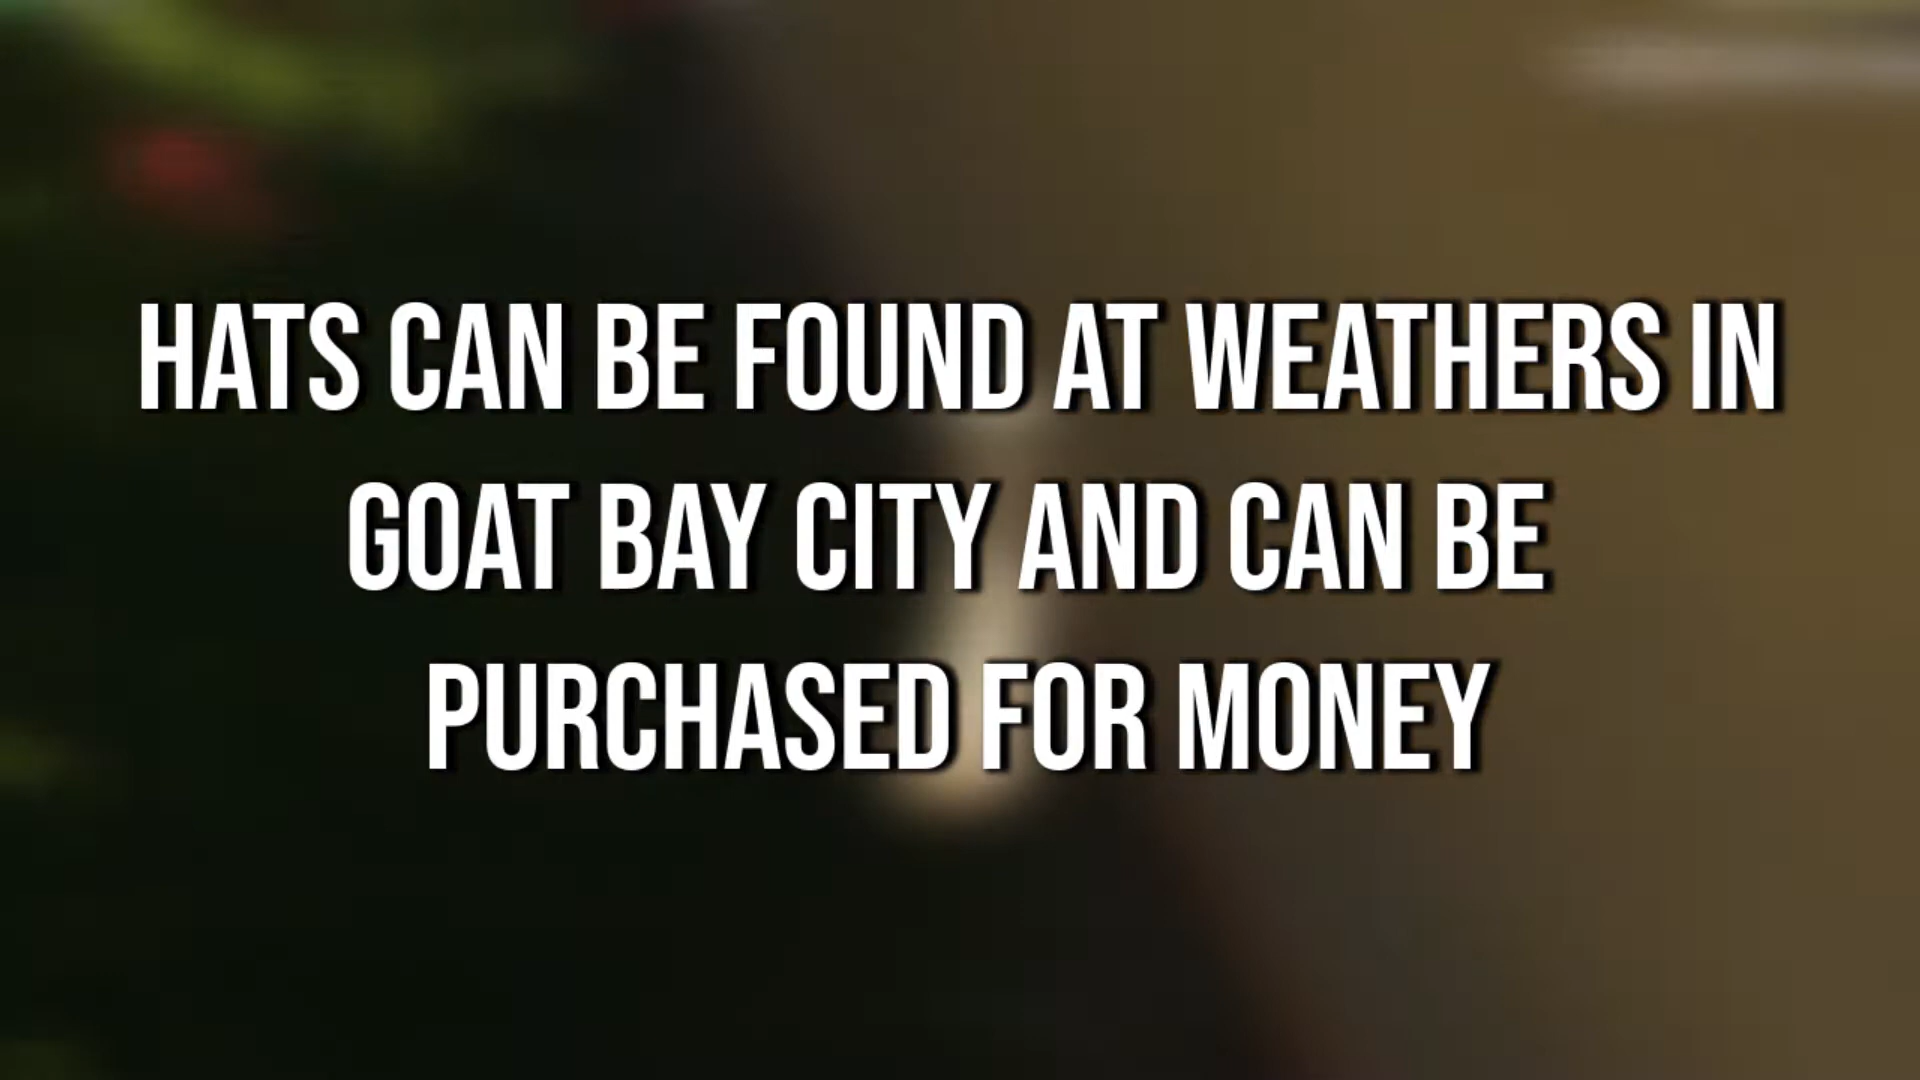 HATS CAN BE FOUND AT WEATHERS IN
GOAT BAY CITY AND CAN BE
PURCHASED FOR MONEY